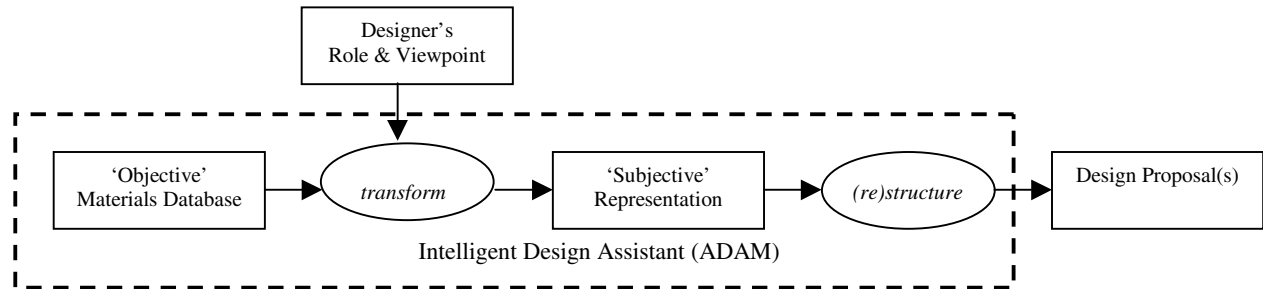 Designer’s
Role & Viewpoint
‘Objective’
Materials Database
transform
‘Subjective’
Representation
(re)structure
Design Proposal(s)
Intelligent Design Assistant (ADAM)